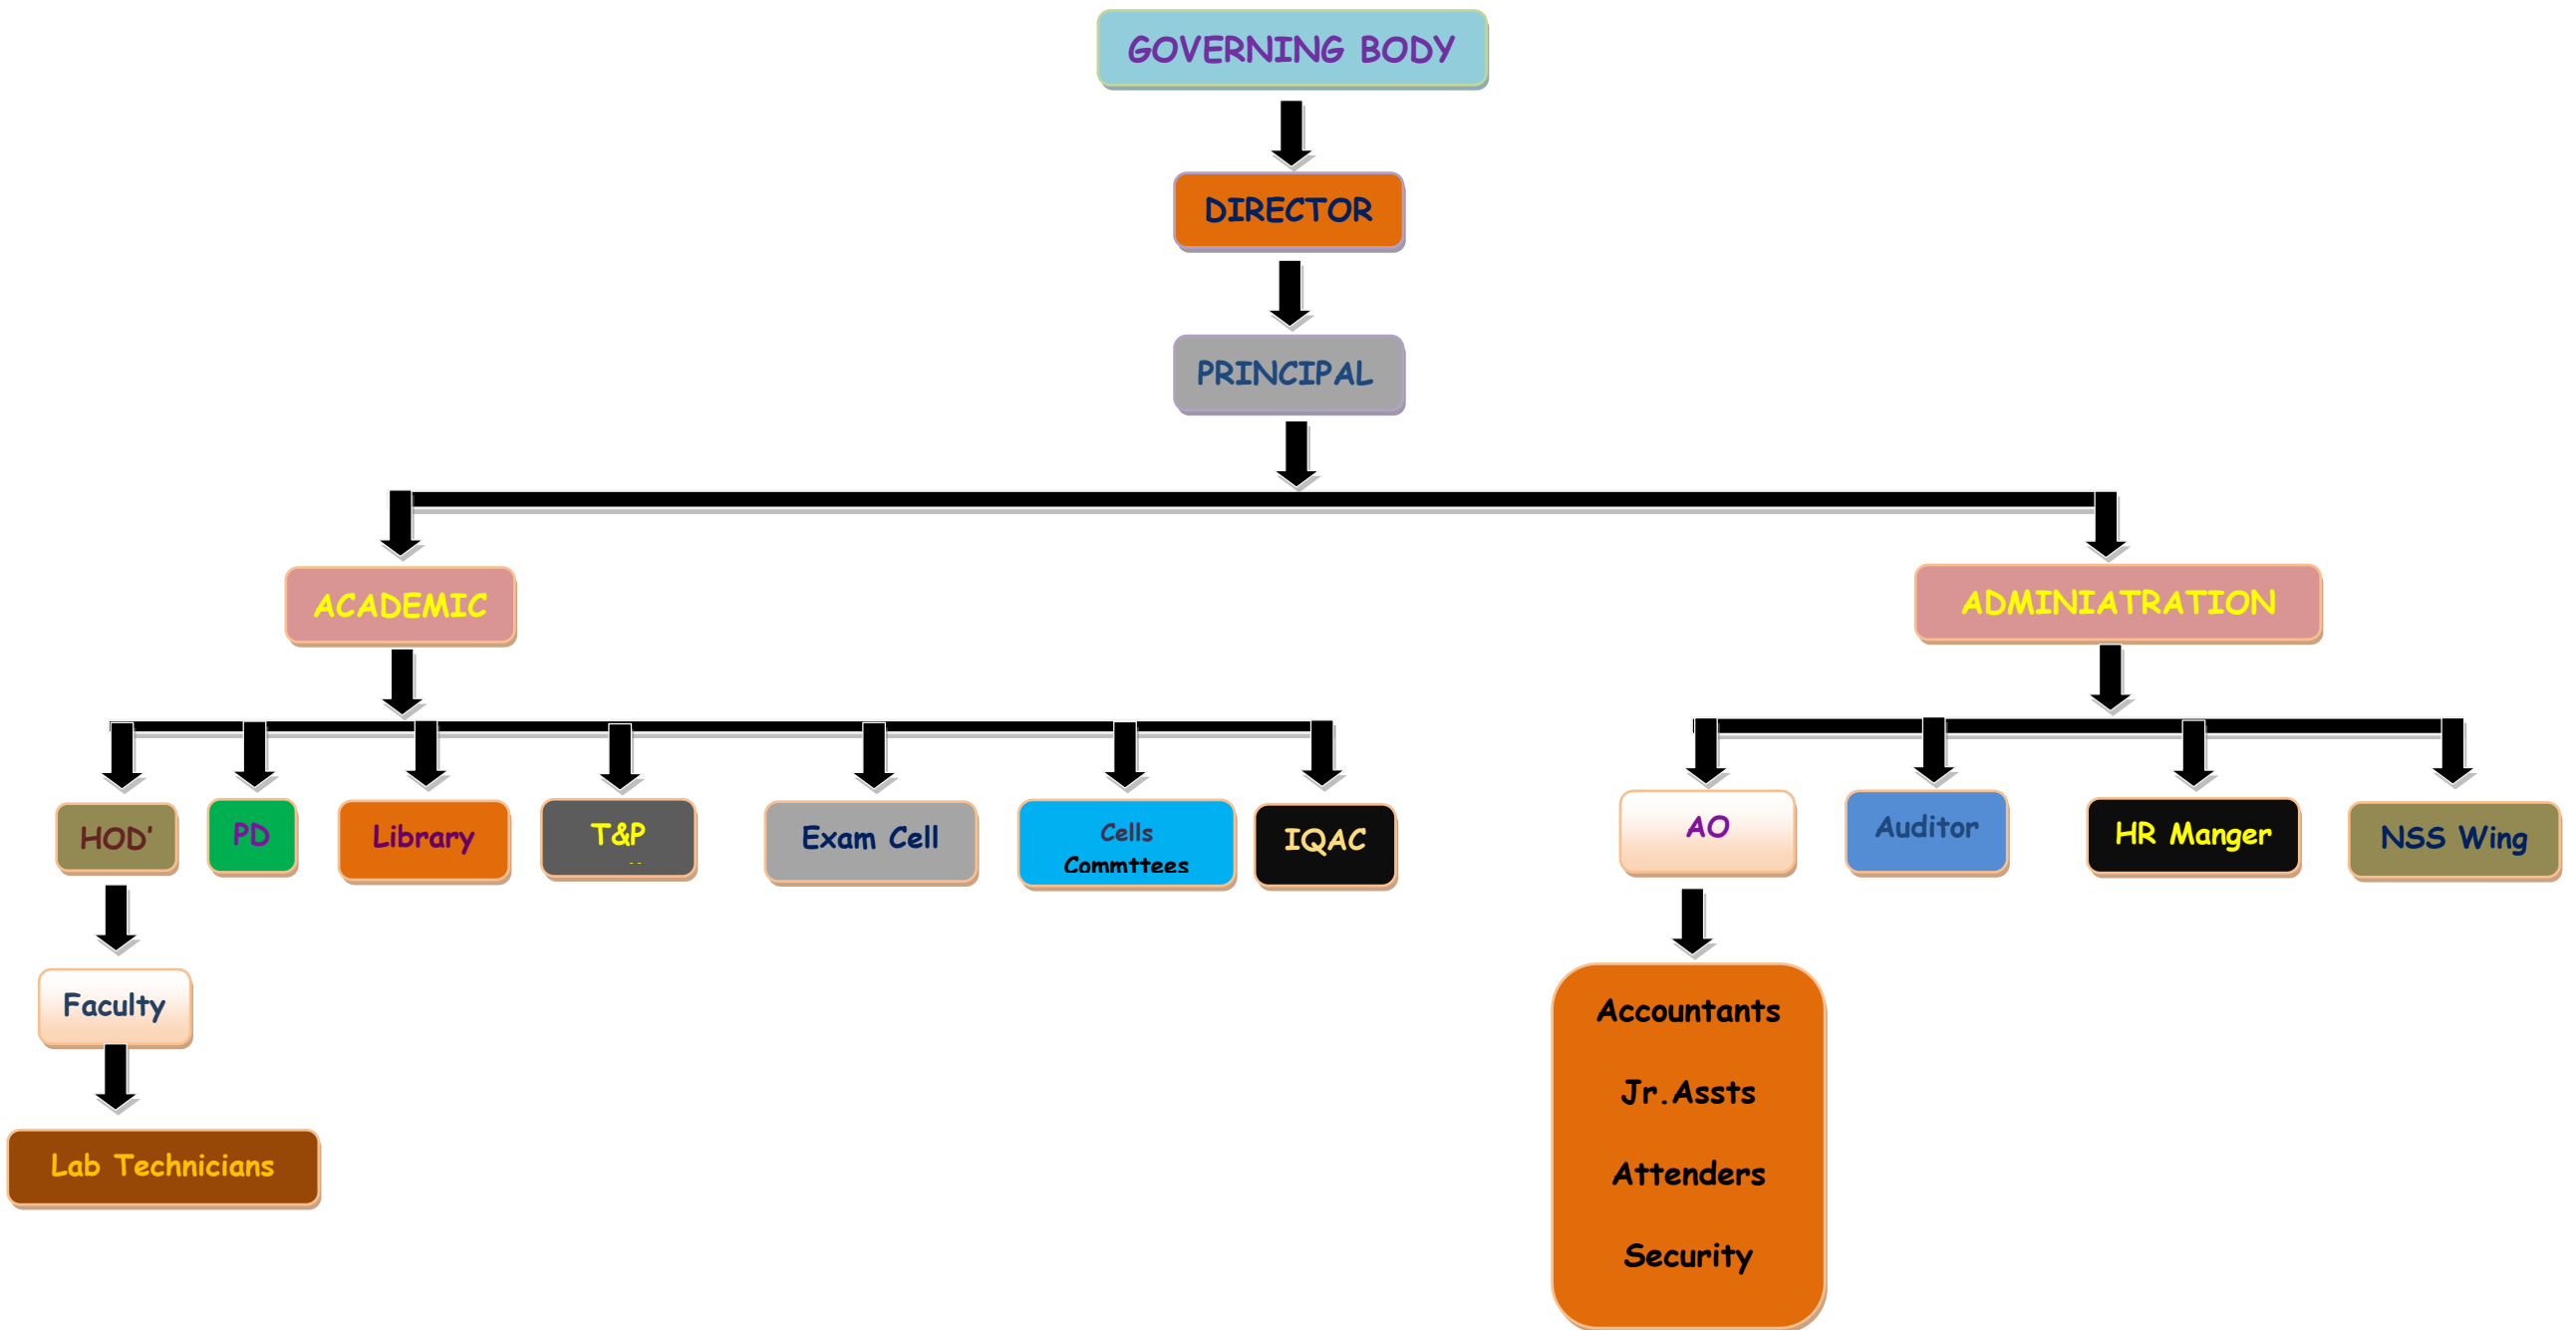 GOVERNING BODY
DIRECTOR
PRINCIPAL
ACADEMIC
ADMINIATRATION
HOD'
PD
Library
T&P
Exam Cell
Cells
Commttees
IQAC
AO
Auditor
HR Manger
NSS Wing
Faculty
Lab Technicians
Accountants
Jr.Assts
Attenders
Security